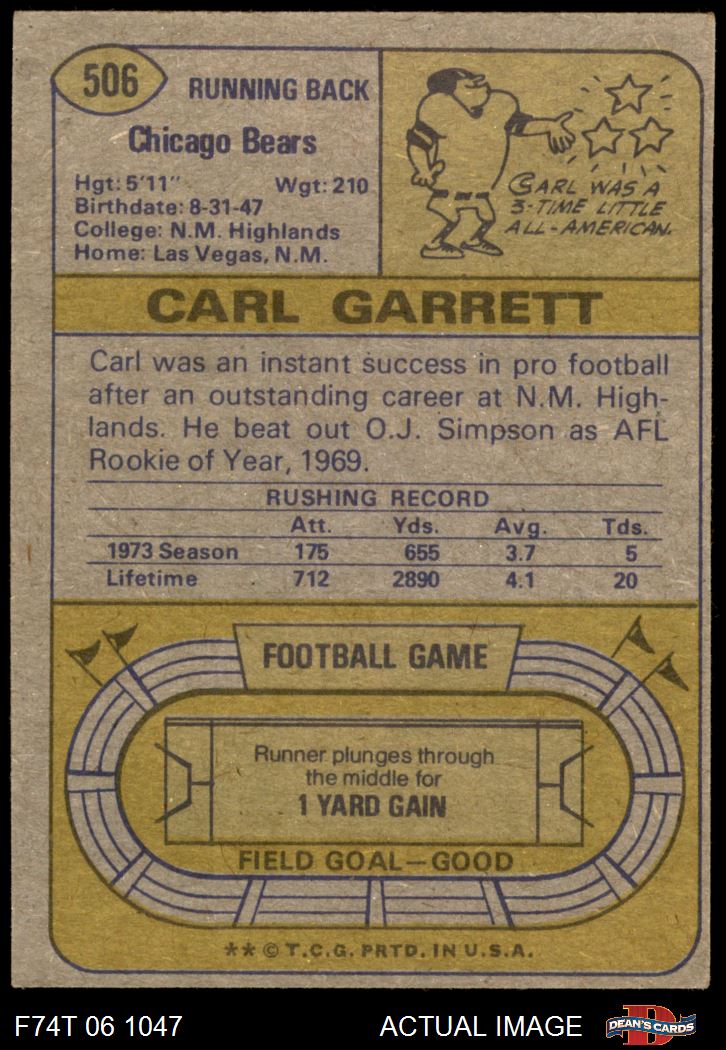 506
RUNNING BACK
Chicago Bears
Hgt: 5'11" Wgt: 210
Birthdate: 8-31-47
College: N.M. Highlands
Home: Las Vegas, N.M.
CARL WAS A
3-TIME LITTLE
ALL-AMERICAN.
CARL GARRETT
Carl was an instant success in pro football
after an outstanding career at N.M. High-
lands. He beat out O.J. Simpson as AFL
Rookie of Year, 1969.
RUSHING RECORD
Att. Yds. Avg. Tds.
1973 Season 175 655 3.7 5
Lifetime 712 2890 4.1 20
FOOTBALL GAME
Runner plunges through
the middle for
1 YARD GAIN
FIELD GOAL—GOOD
** © T.C.G. PRTD. IN U.S.A.
F74T 06 1047 ACTUAL IMAGE D DEAN'S CARDS